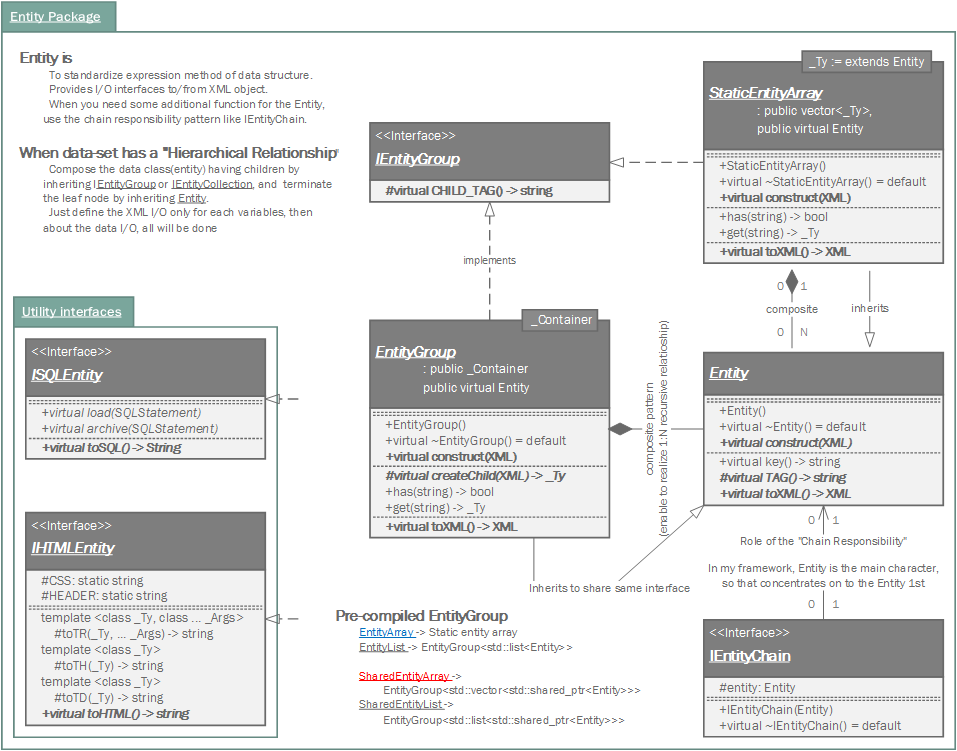 Entity Package
Entity is
To standardize expression method of data structure.
Provides I/O interfaces to/from XML object.
When you need some additional function for the Entity,
use the chain responsibility pattern like IEntityChain.
When data-set has a "Hierarchical Relationship'
Compose the data class(entity) having children by
inheriting IEntityGroup or IEntityCollection, and terminate
the leaf node by inheriting Entity.
Just define the XML I/O only for each variables, then
about the data I/O, all will be done
<<Interface>>
IEntityGroup
#virtual CHILD_TAG() -> string
_Ty := extends Entity
StaticEntityArray
: public vector<_Ty>,
public virtual Entity
+StaticEntityArray()
+virtual ~StaticEntityArray() = default
+virtual construct(XML)
+has(string) -> bool
+get(string) -> _Ty
+virtual toXML() -> XML
implements
0 1
composite
0 N
inherits
Utility interfaces
<<Interface>>
ISQLEntity
+virtual load(SQLStatement)
+virtual archive(SQLStatement)
+virtual toSQL() -> String
<<Interface>>
IHTMLEntity
#CSS: static string
#HEADER: static string
template <class _Ty, class ... _Args>
#toTR(_Ty, ... _Args) -> string
template <class _Ty>
#toTH(_Ty) -> string
template <class _Ty>
#toTD(_Ty) -> string
+virtual toHTML() -> string
_Container
EntityGroup
: public _Container
public virtual Entity
+EntityGroup()
+virtual ~EntityGroup() = default
+virtual construct(XML)
#virtual createChild(XML) -> _Ty
+has(string) -> bool
+get(string) -> _Ty
+virtual toXML() -> XML
composite pattern
(enable to realize 1:N recursive relatioship)
Entity
+Entity()
+virtual ~Entity() = default
+virtual construct(XML)
+virtual key() -> string
#virtual TAG() -> string
+virtual toXML() -> XML
Inherits to share same interface
0 1
Role of the "Chain Responsibility"
In my framework, Entity is the main character,
so that concentrates on to the Entity 1st
0 1
<<Interface>>
IEntityChain
#entity: Entity
+IEntityChain(Entity)
+virtual ~IEntityChain() = default
Pre-compiled EntityGroup
EntityArray -> Static entity array
EntityList -> EntityGroup<std::list<Entity>>
SharedEntityArray ->
EntityGroup<std::vector<std::shared_ptr<Entity>>>
SharedEntityList ->
EntityGroup<std::list<std::shared_ptr<Entity>>>